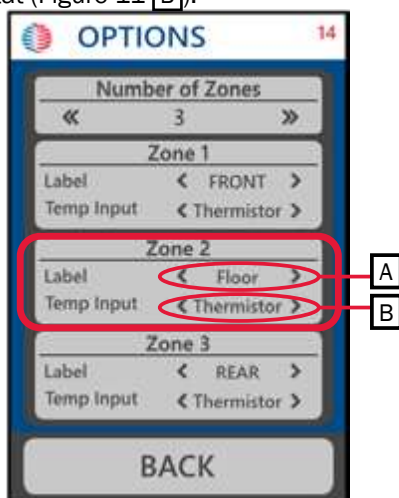 (Figure 11 B ).
OPTIONS 14
Number of Zones
« 3 »
Zone 1
Label < FRONT >
Temp Input < Thermistor >
Zone 2
Label < Floor > A
Temp Input < Thermistor > B
Zone 3
Label < REAR >
Temp Input < Thermistor >
BACK